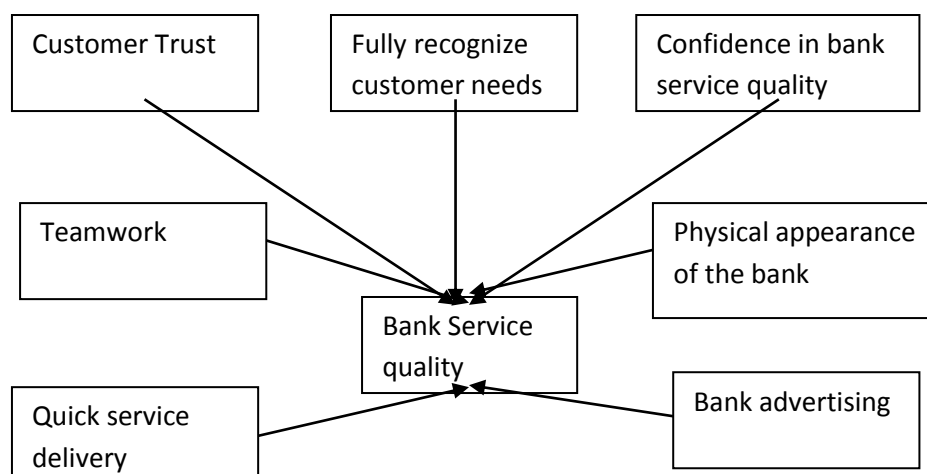 Customer Trust
Fully recognize
customer needs
Confidence in bank
service quality
Teamwork
Physical appearance
of the bank
Bank Service
quality
Quick service
delivery
Bank advertising